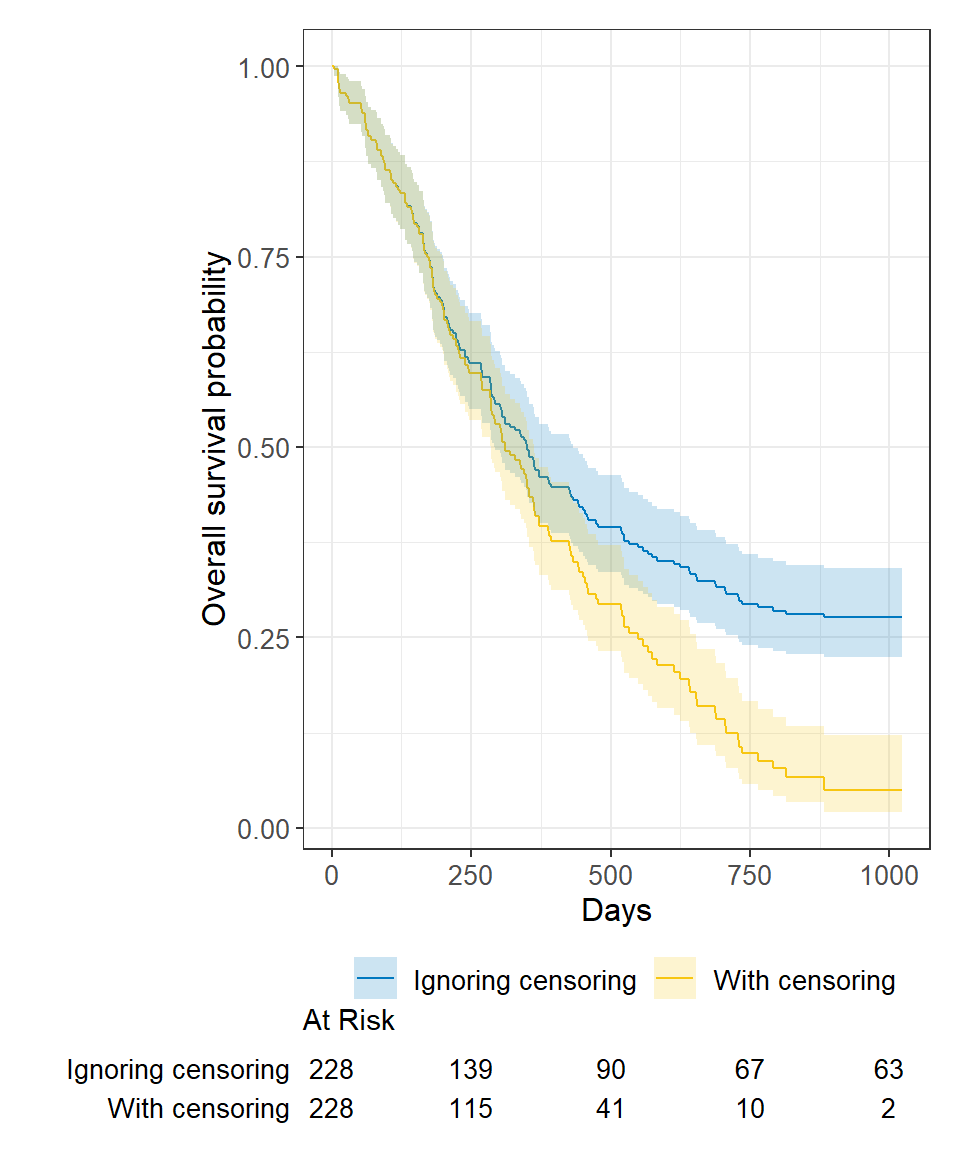 1.00
0.75
0.50
0.25
0.00
Overall survival probability
0 250 500 750 1000
Days
Ignoring censoring With censoring
At Risk
Ignoring censoring 228 139 90 67 63
With censoring 228 115 41 10 2